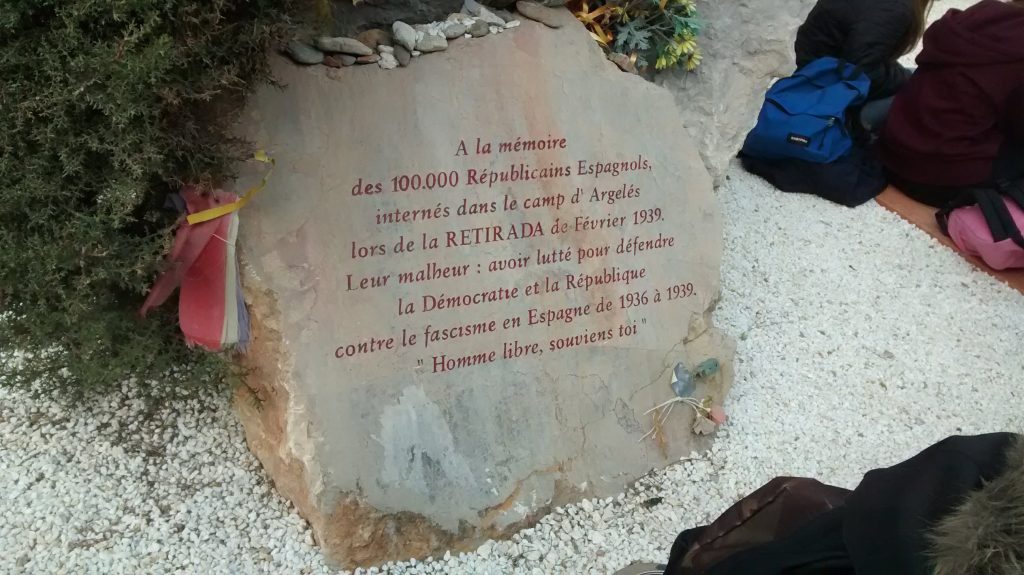 A la mémoire
des 100.000 Républicains Espagnols,
internés dans le camp d' Argelés
lors de la RETIRADA de Février 1939.
Leur malheur : avoir lutté pour défendre
la Démocratie et la République
contre le fascisme en Espagne de 1936 à 1939.
" Homme libre, souviens toi "
EASTPAK